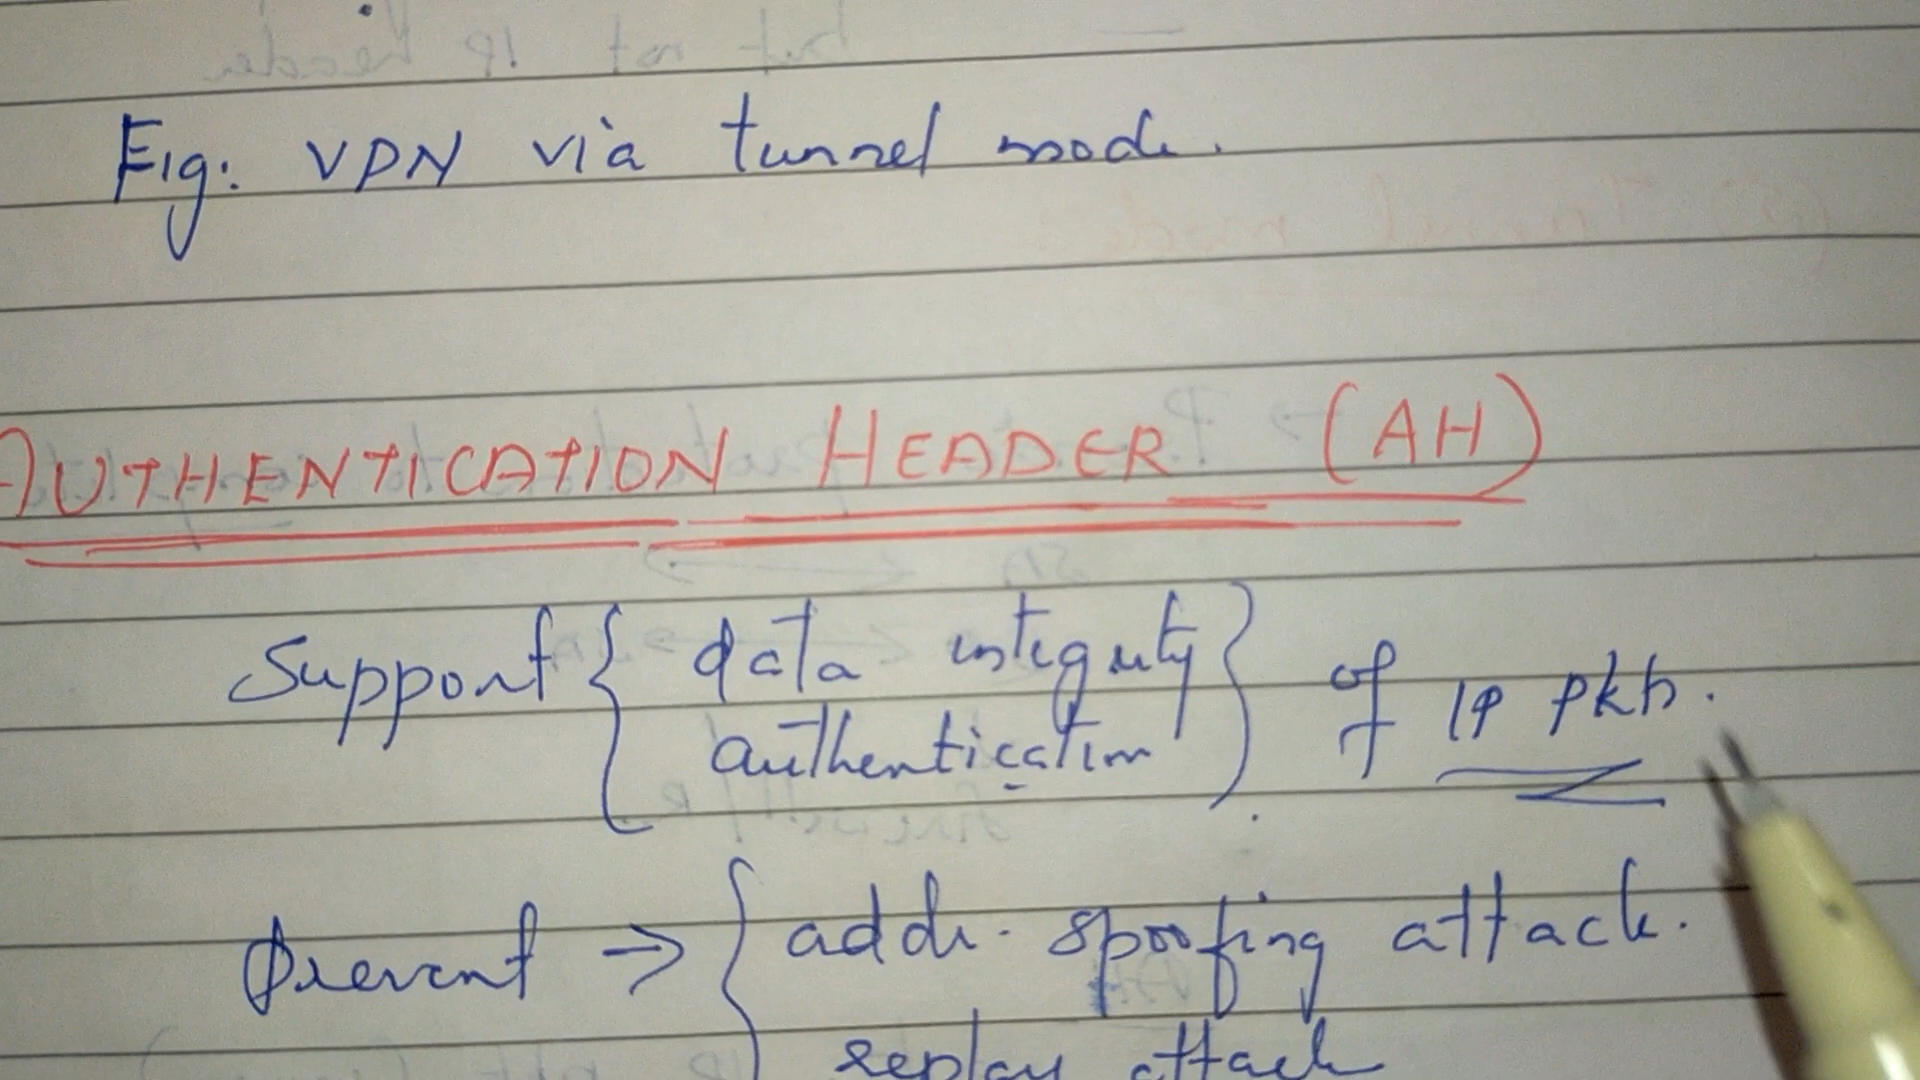 Fig: VPN via tunnel mode.
AUTHENTICATION HEADER (AH)
Support { data integrity
authentication } of IP pkts.
Prevent → { addr. spoofing attack.
replay attack